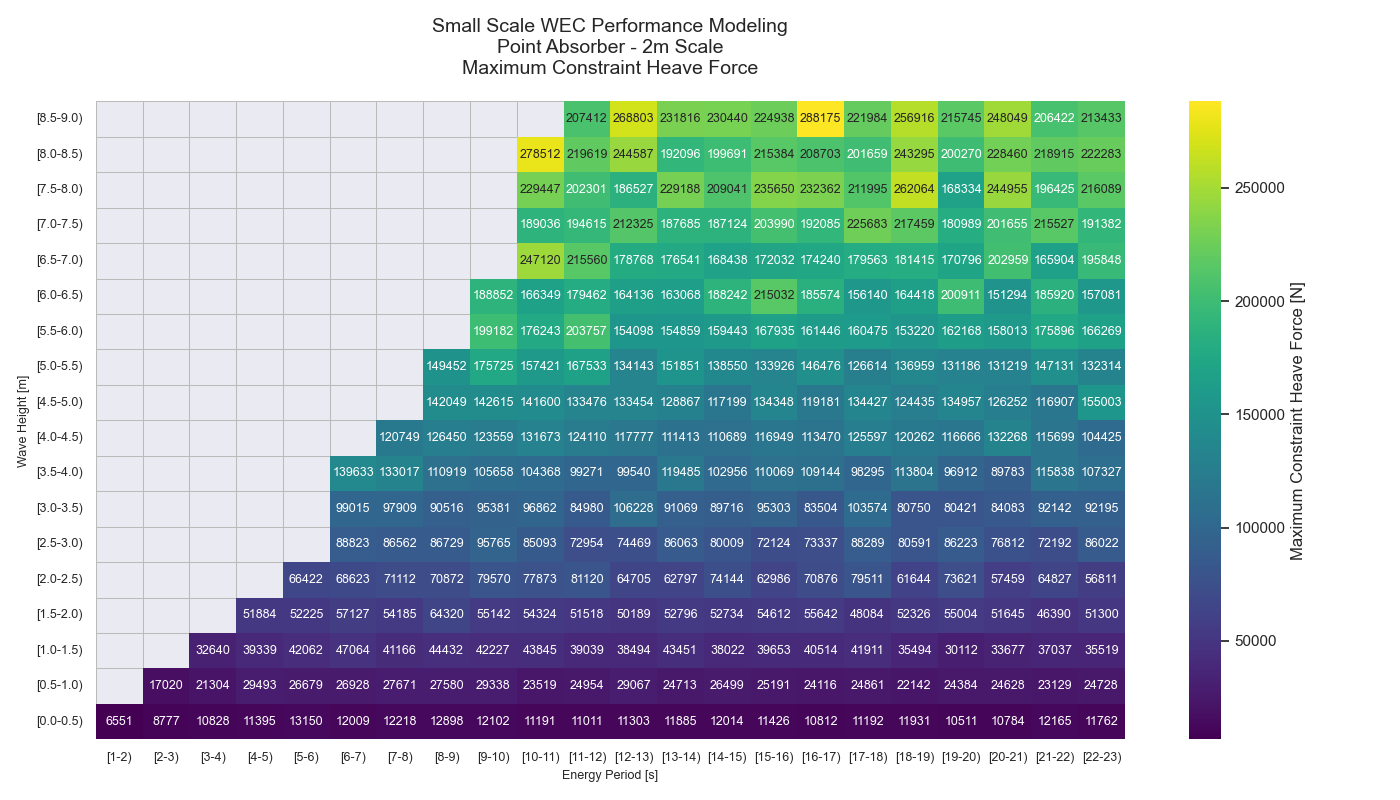 Small Scale WEC Performance Modeling
Point Absorber - 2m Scale
Maximum Constraint Heave Force
[8.5-9.0) 207412 268803 231816 230440 224938 288175 221984 256916 215745 248049 206422 213433
[8.0-8.5) 278512 219619 244587 192096 199691 215384 208703 201659 243295 200270 228460 218915 222283
[7.5-8.0) 229447 202301 186527 229188 209041 235650 232362 211995 262064 168334 244955 196425 216089
[7.0-7.5) 189036 194615 212325 187685 187124 203990 192085 225683 217459 180989 201655 215527 191382
[6.5-7.0) 247120 215560 178768 176541 168438 172032 174240 179563 181415 170796 202959 165904 195848
[6.0-6.5) 188852 166349 179462 164136 163068 188242 215032 185574 156140 164418 200911 151294 185920 157081
[5.5-6.0) 199182 176243 203757 154098 154859 159443 167935 161446 160475 153220 162168 158013 175896 166269
[5.0-5.5) 149452 175725 157421 167533 134143 151851 138550 133926 146476 126614 136959 131186 131219 147131 132314
[4.5-5.0) 142049 142615 141600 133476 133454 128867 117199 134348 119181 134427 124435 134957 126252 116907 155003
[4.0-4.5) 120749 126450 123559 131673 124110 117777 111413 110689 116949 113470 125597 120262 116666 132268 115699 104425
[3.5-4.0) 139633 133017 110919 105658 104368 99271 99540 119485 102956 110069 109144 98295 113804 96912 89783 115838 107327
[3.0-3.5) 99015 97909 90516 95381 96862 84980 106228 91069 89716 95303 83504 103574 80750 80421 84083 92142 92195
[2.5-3.0) 88823 86562 86729 95765 85093 72954 74469 86063 80009 72124 73337 88289 80591 86223 76812 72192 86022
[2.0-2.5) 66422 68623 71112 70872 79570 77873 81120 64705 62797 74144 62986 70876 79511 61644 73621 57459 64827 56811
[1.5-2.0) 51884 52225 57127 54185 64320 55142 54324 51518 50189 52796 52734 54612 55642 48084 52326 55004 51645 46390 51300
[1.0-1.5) 32640 39339 42062 47064 41166 44432 42227 43845 39039 38494 43451 38022 39653 40514 41911 35494 30112 33677 37037 35519
[0.5-1.0) 17020 21304 29493 26679 26928 27671 27580 29338 23519 24954 29067 24713 26499 25191 24116 24861 22142 24384 24628 23129 24728
[0.0-0.5) 6551 8777 10828 11395 13150 12009 12218 12898 12102 11191 11011 11303 11885 12014 11426 10812 11192 11931 10511 10784 12165 11762
[1-2) [2-3) [3-4) [4-5) [5-6) [6-7) [7-8) [8-9) [9-10) [10-11) [11-12) [12-13) [13-14) [14-15) [15-16) [16-17) [17-18) [18-19) [19-20) [20-21) [21-22) [22-23)
Energy Period [s]
Wave Height [m]
250000
200000
150000
100000
50000
Maximum Constraint Heave Force [N]